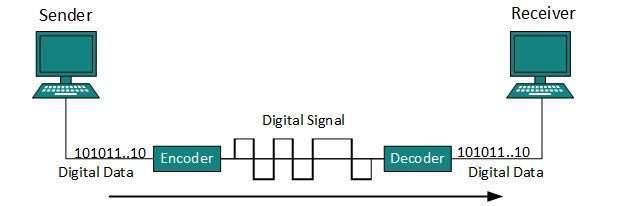 Sender
Receiver
Digital Signal
101011..10
Encoder
Decoder
101011..10
Digital Data
Digital Data